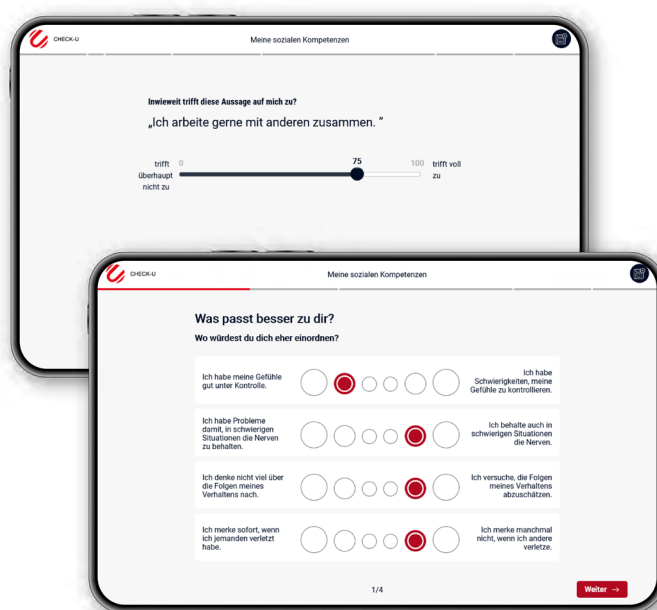 CHECK-U
Meine sozialen Kompetenzen
Inwieweit trifft diese Aussage auf mich zu?
„Ich arbeite gerne mit anderen zusammen. "
trifft
überhaupt
nicht zu
0
75
100
trifft voll
zu
CHECK-U
Meine sozialen Kompetenzen
Was passt besser zu dir?
Wo würdest du dich eher einordnen?
Ich habe meine Gefühle
gut unter Kontrolle.
Ich habe
Schwierigkeiten, meine
Gefühle zu kontrollieren.
Ich habe Probleme
damit, in schwierigen
Situationen die Nerven
zu behalten.
Ich behalte auch in
schwierigen Situationen
die Nerven.
Ich denke nicht viel über
die Folgen meines
Verhaltens nach.
Ich versuche, die Folgen
meines Verhaltens
abzuschätzen.
Ich merke sofort, wenn
ich jemanden verletzt
habe.
Ich merke manchmal
nicht, wenn ich andere
verletze.
1/4
Weiter →